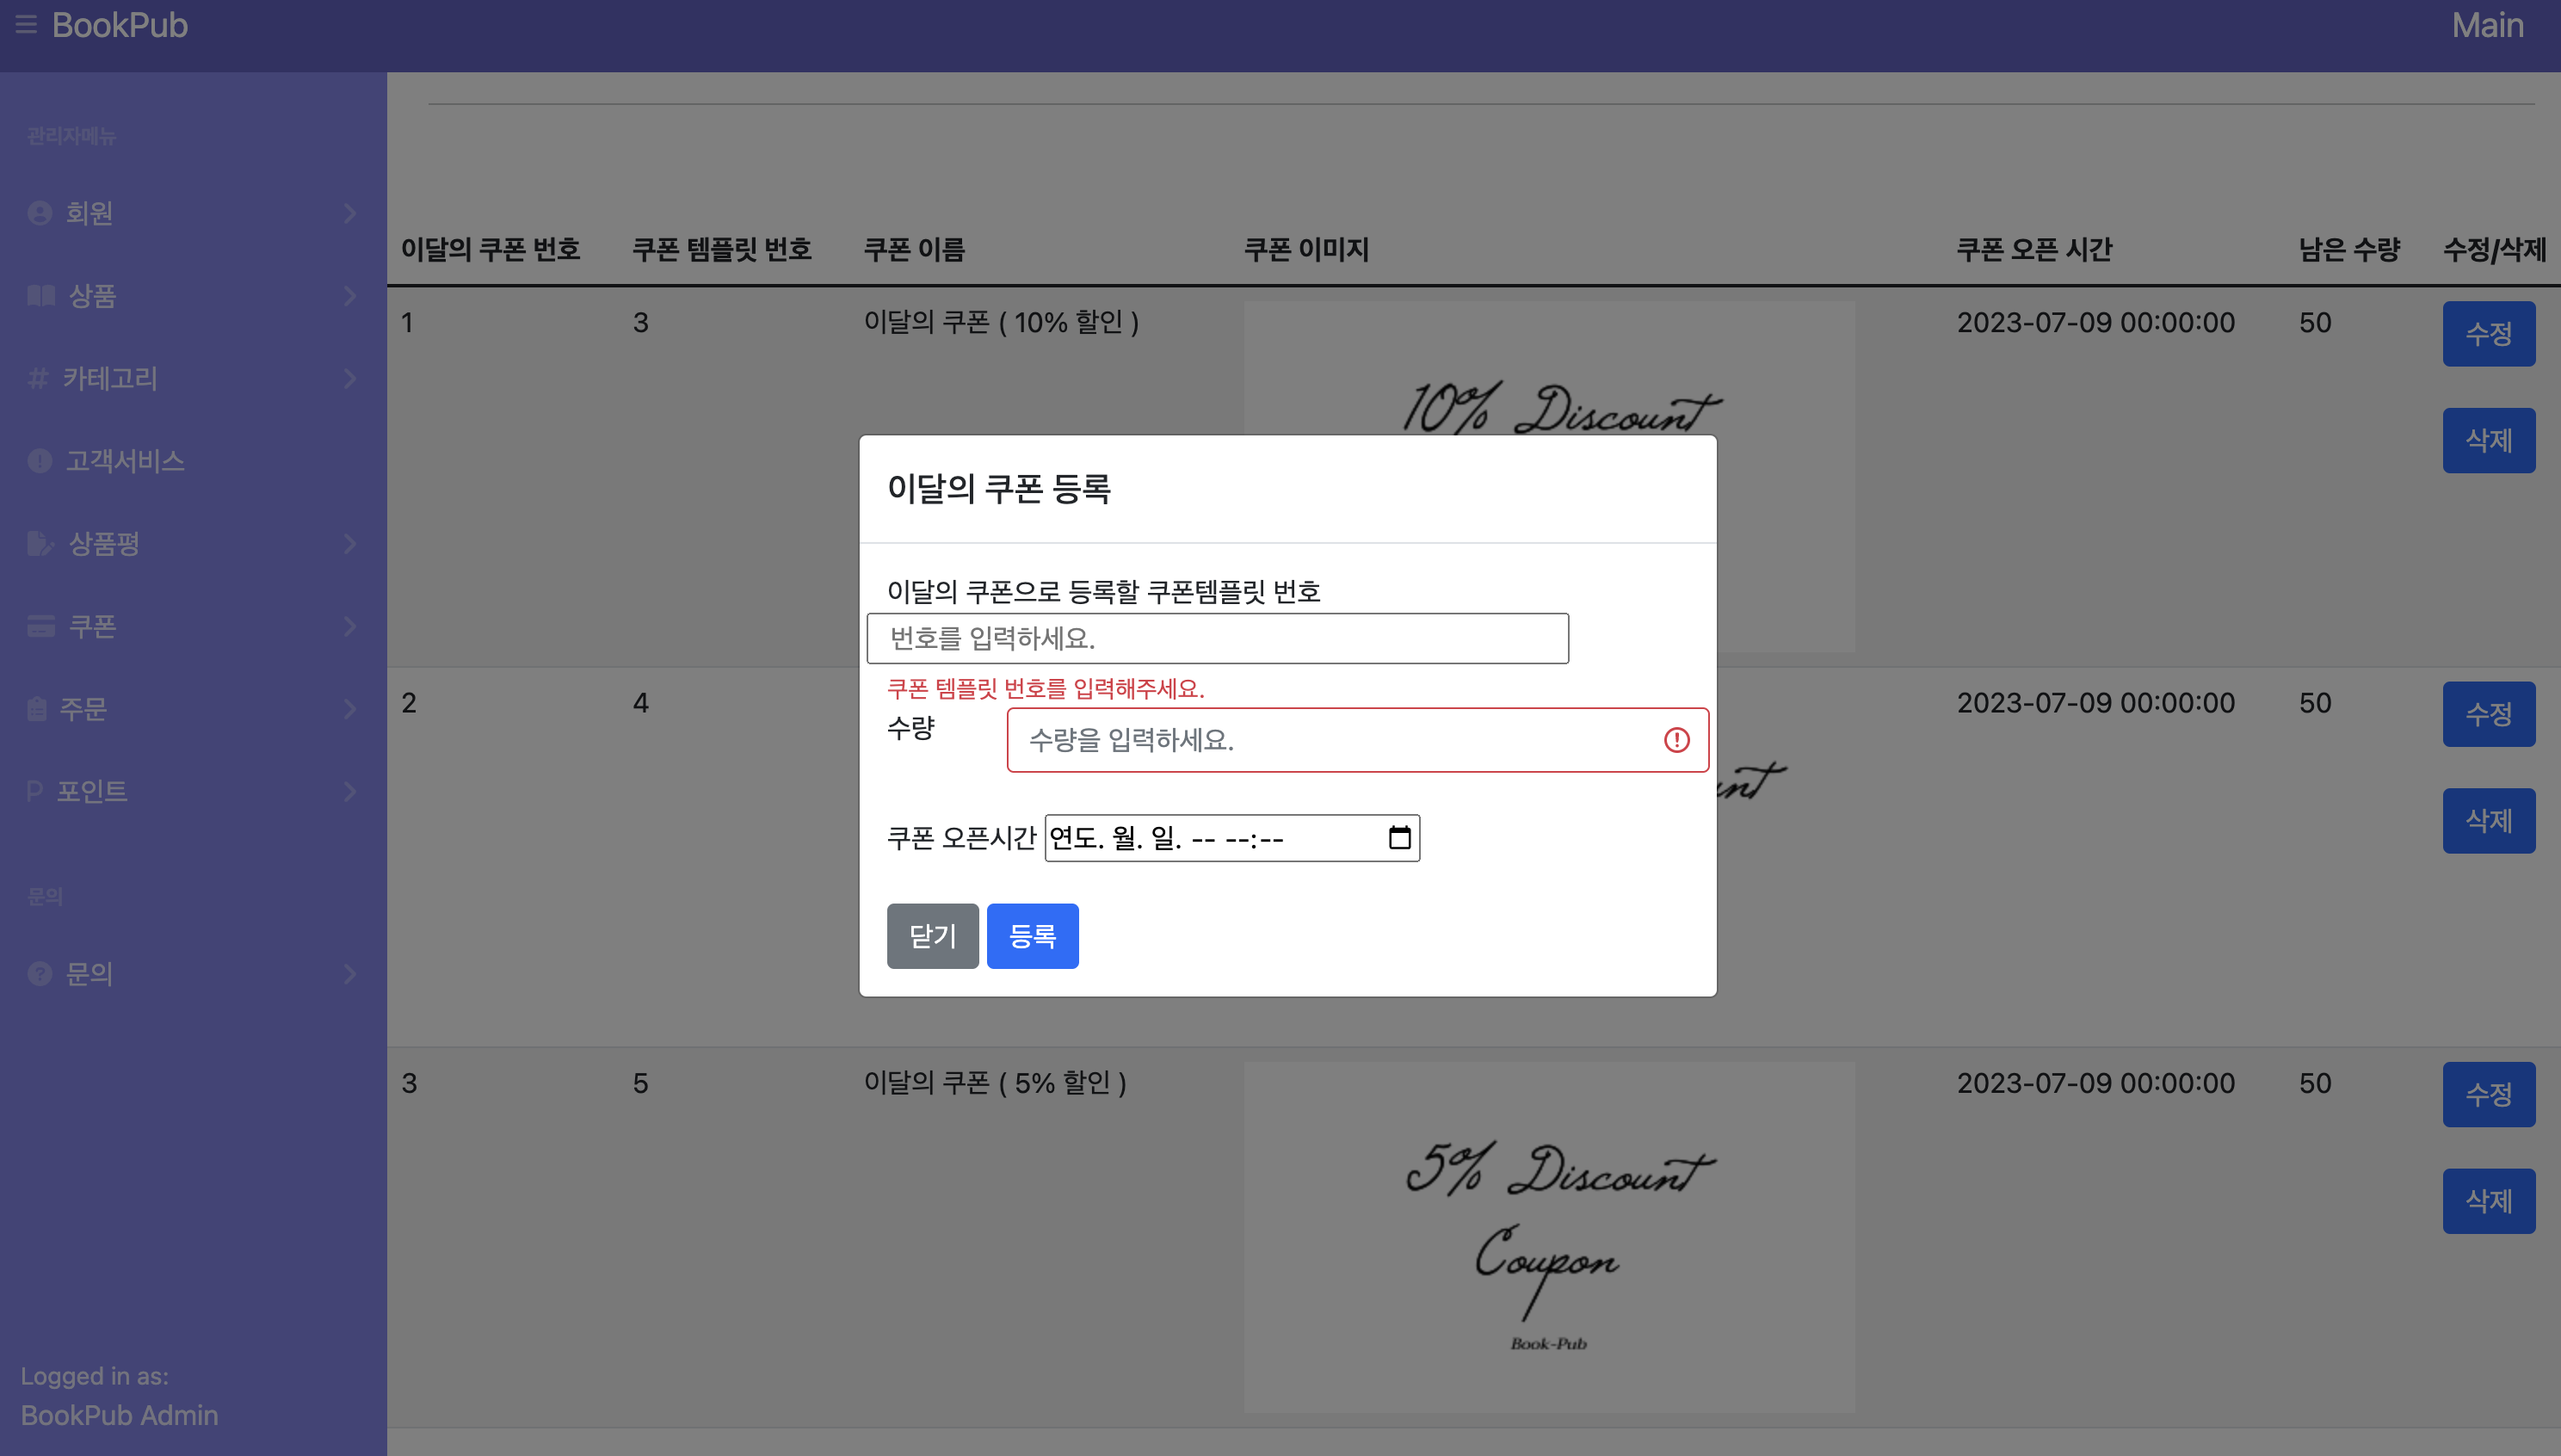 BookPub
Main
관리자메뉴
회원
상품
# 카테고리
고객서비스
상품평
쿠폰
주문
P 포인트
문의
문의
Logged in as:
BookPub Admin
이달의 쿠폰 번호 쿠폰 템플릿 번호 쿠폰 이름 쿠폰 이미지 쿠폰 오픈 시간 남은 수량 수정/삭제
1 3 이달의 쿠폰 ( 10% 할인 ) 2023-07-09 00:00:00 50 수정
10% Discount
삭제
2 4 2023-07-09 00:00:00 50 수정
삭제
3 5 이달의 쿠폰 ( 5% 할인 ) 2023-07-09 00:00:00 50 수정
5% Discount
Coupon
Book-Pub
삭제
이달의 쿠폰 등록
이달의 쿠폰으로 등록할 쿠폰템플릿 번호
번호를 입력하세요.
쿠폰 템플릿 번호를 입력해주세요.
수량 수량을 입력하세요.
쿠폰 오픈시간 연도. 월. 일. -- --:--
닫기 등록